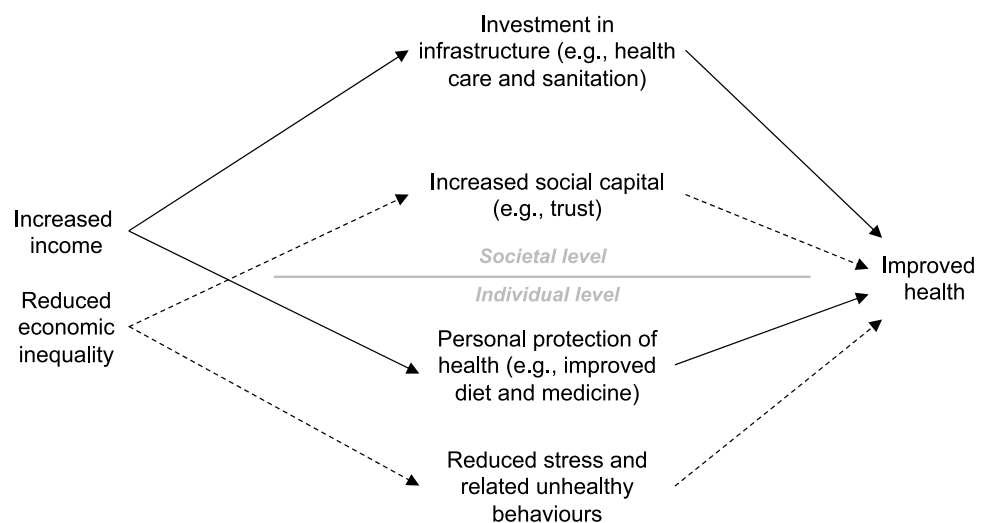 Investment in
infrastructure (e.g., health
care and sanitation)
Increased social capital
(e.g., trust)
Increased
income
Societal level
Individual level
Improved
health
Reduced
economic
inequality
Personal protection of
health (e.g., improved
diet and medicine)
Reduced stress and
related unhealthy
behaviours